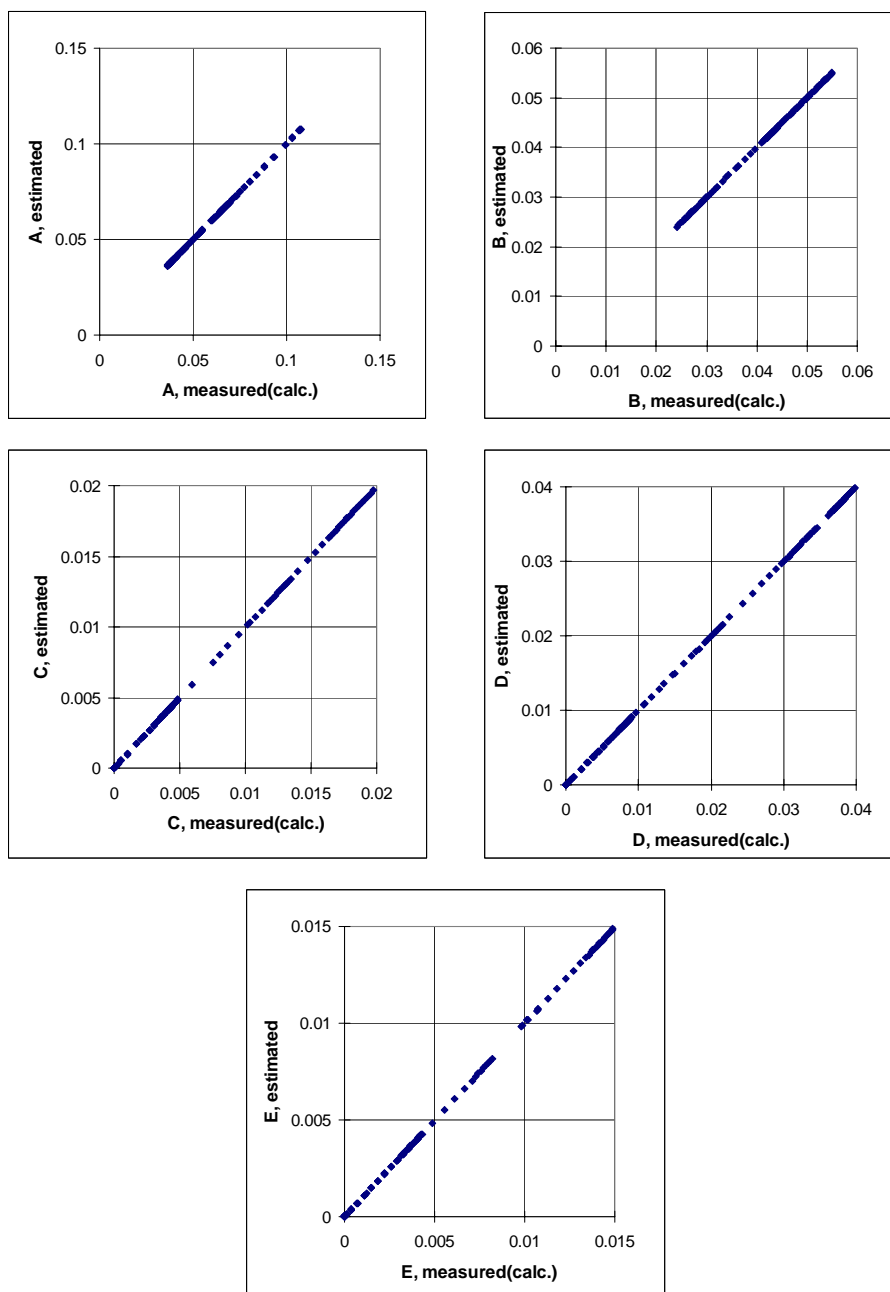 0.15
0.1
0.05
0
0 0.05 0.1 0.15
A, estimated
A, measured(calc.)
0.06
0.05
0.04
0.03
0.02
0.01
0
0 0.01 0.02 0.03 0.04 0.05 0.06
B, estimated
B, measured(calc.)
0.02
0.015
0.01
0.005
0
0 0.005 0.01 0.015 0.02
C, estimated
C, measured(calc.)
0.04
0.03
0.02
0.01
0
0 0.01 0.02 0.03 0.04
D, estimated
D, measured(calc.)
0.015
0.01
0.005
0
0 0.005 0.01 0.015
E, estimated
E, measured(calc.)